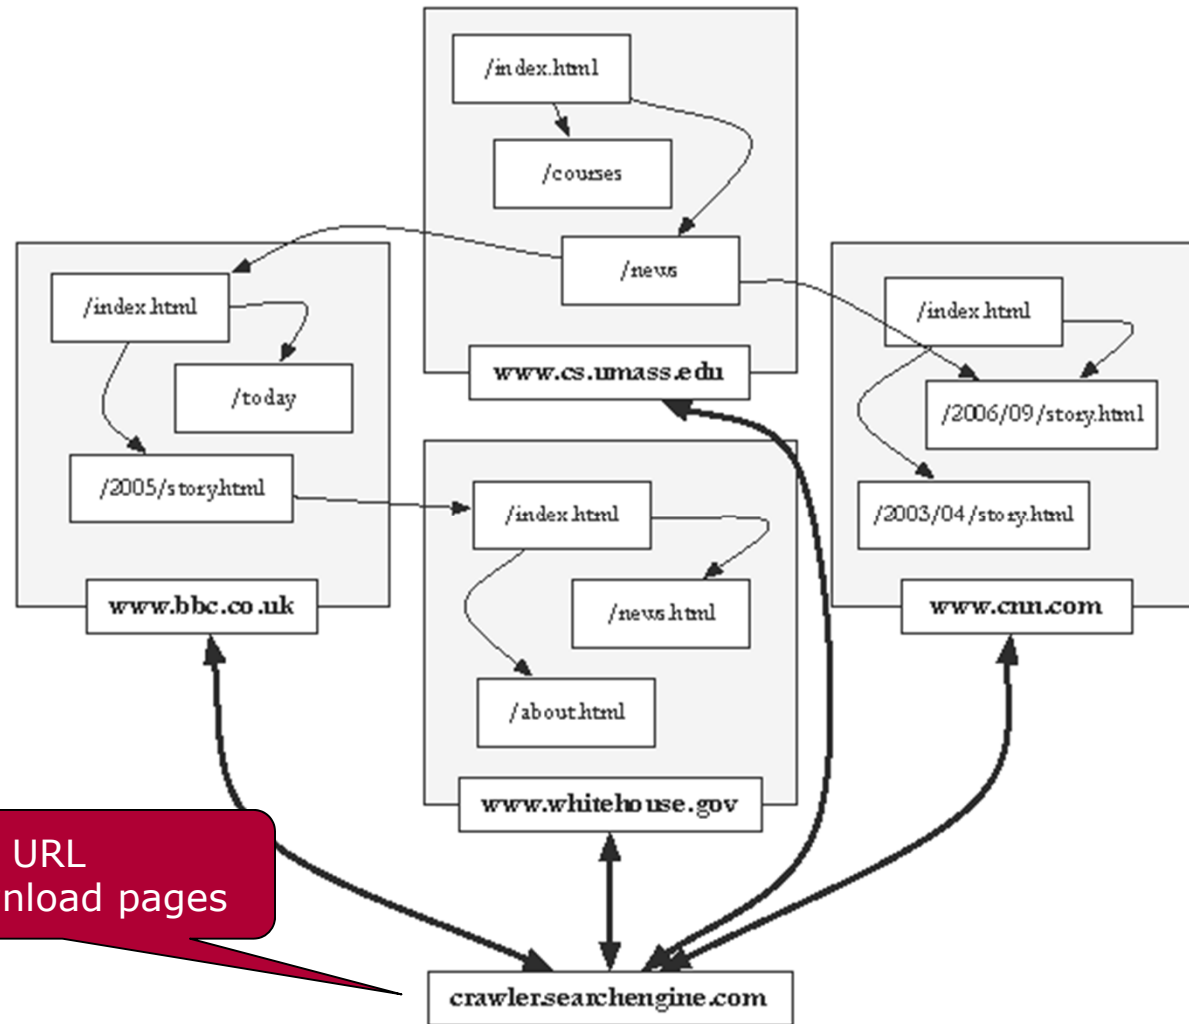 /index.html
/courses
/news
www.cs.umass.edu
/index.html
/today
/2005/story.html
www.bbc.co.uk
/index.html
/2006/09/story.html
/2003/04/story.html
www.cnn.com
/index.html
/news.html
/about.html
www.whitehouse.gov
URL
nload pages
crawler.searchengine.com